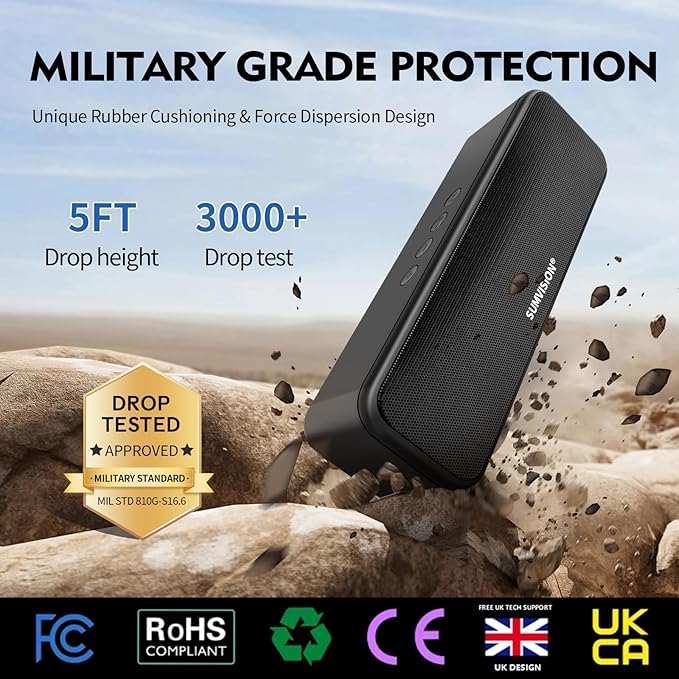 MILITARY GRADE PROTECTION
Unique Rubber Cushioning & Force Dispersion Design
5FT
Drop height
3000+
Drop test
SUMVISION®
DROP
TESTED
★APPROVED★
· MILITARY STANDARD ·
MIL STD 810G-S16.6
FC
RoHS
COMPLIANT
CE
FREE UK TECH SUPPORT
UK DESIGN
UK
CA